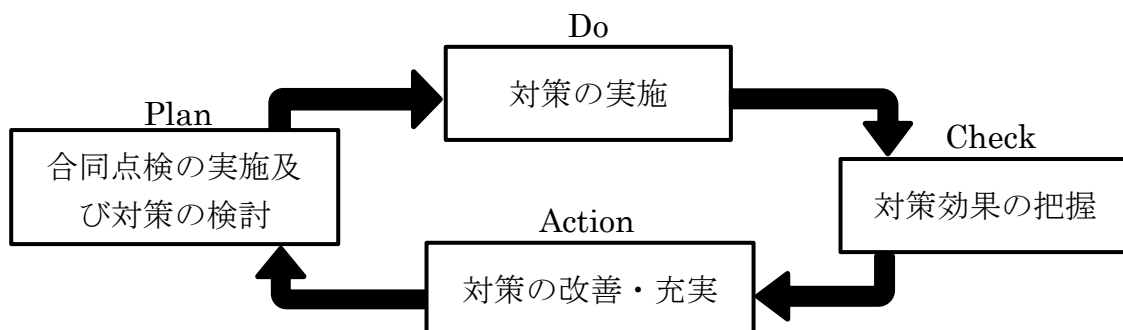 Do
対策の実施
Plan
合同点検の実施及
び対策の検討
Check
対策効果の把握
Action
対策の改善・充実